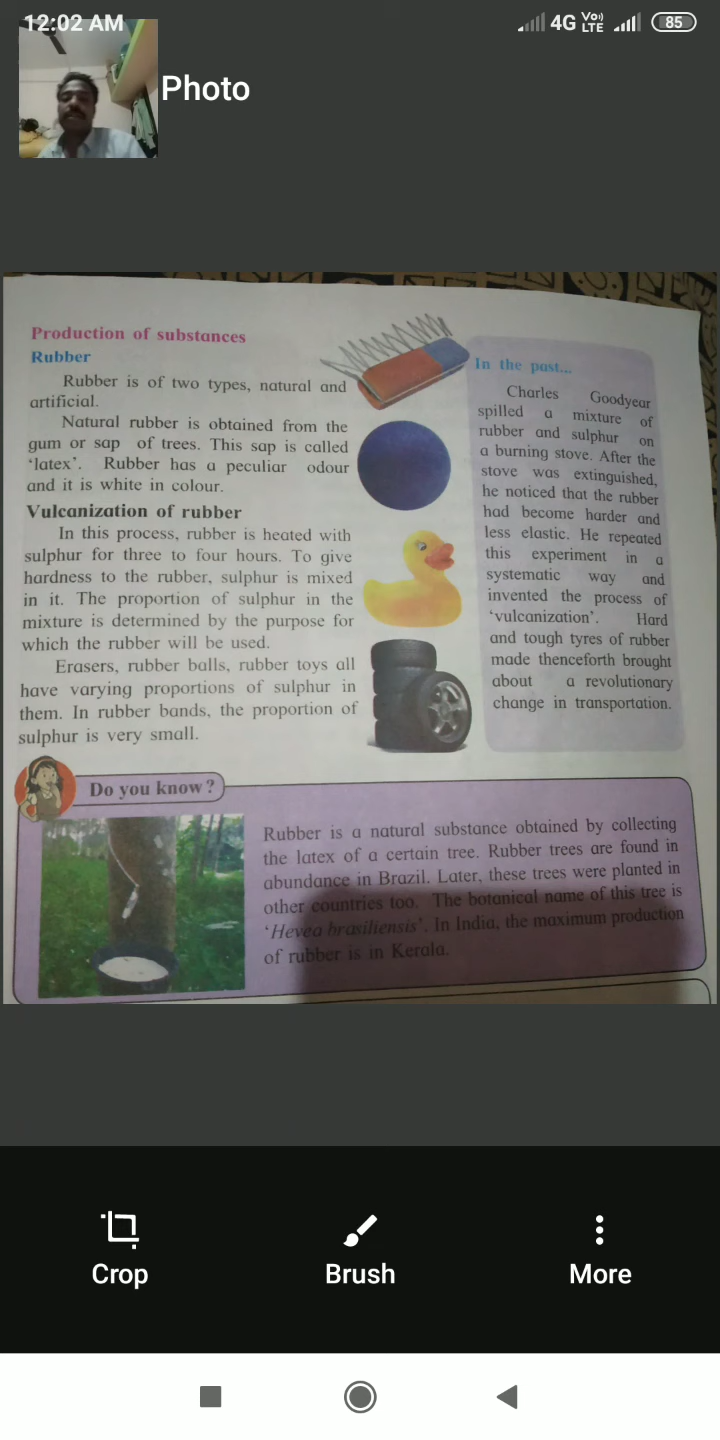 12:02 AM
4G Vo)) LTE 85
Photo
Production of substances
Rubber
Rubber is of two types, natural and
artificial.
Natural rubber is obtained from the
gum or sap of trees. This sap is called
‘latex’. Rubber has a peculiar odour
and it is white in colour.
Vulcanization of rubber
In this process, rubber is heated with
sulphur for three to four hours. To give
hardness to the rubber, sulphur is mixed
in it. The proportion of sulphur in the
mixture is determined by the purpose for
which the rubber will be used.
Erasers, rubber balls, rubber toys all
have varying proportions of sulphur in
them. In rubber bands, the proportion of
sulphur is very small.
In the past...
Charles Goodyear
spilled a mixture of
rubber and sulphur on
a burning stove. After the
stove was extinguished,
he noticed that the rubber
had become harder and
less elastic. He repeated
this experiment in a
systematic way and
invented the process of
‘vulcanization’. Hard
and tough tyres of rubber
made thenceforth brought
about a revolutionary
change in transportation.
Do you know?
Rubber is a natural substance obtained by collecting
the latex of a certain tree. Rubber trees are found in
abundance in Brazil. Later, these trees were planted in
other countries too. The botanical name of this tree is
‘Hevea brasiliensis’. In India, the maximum production
of rubber is in Kerala.
Crop
Brush
More